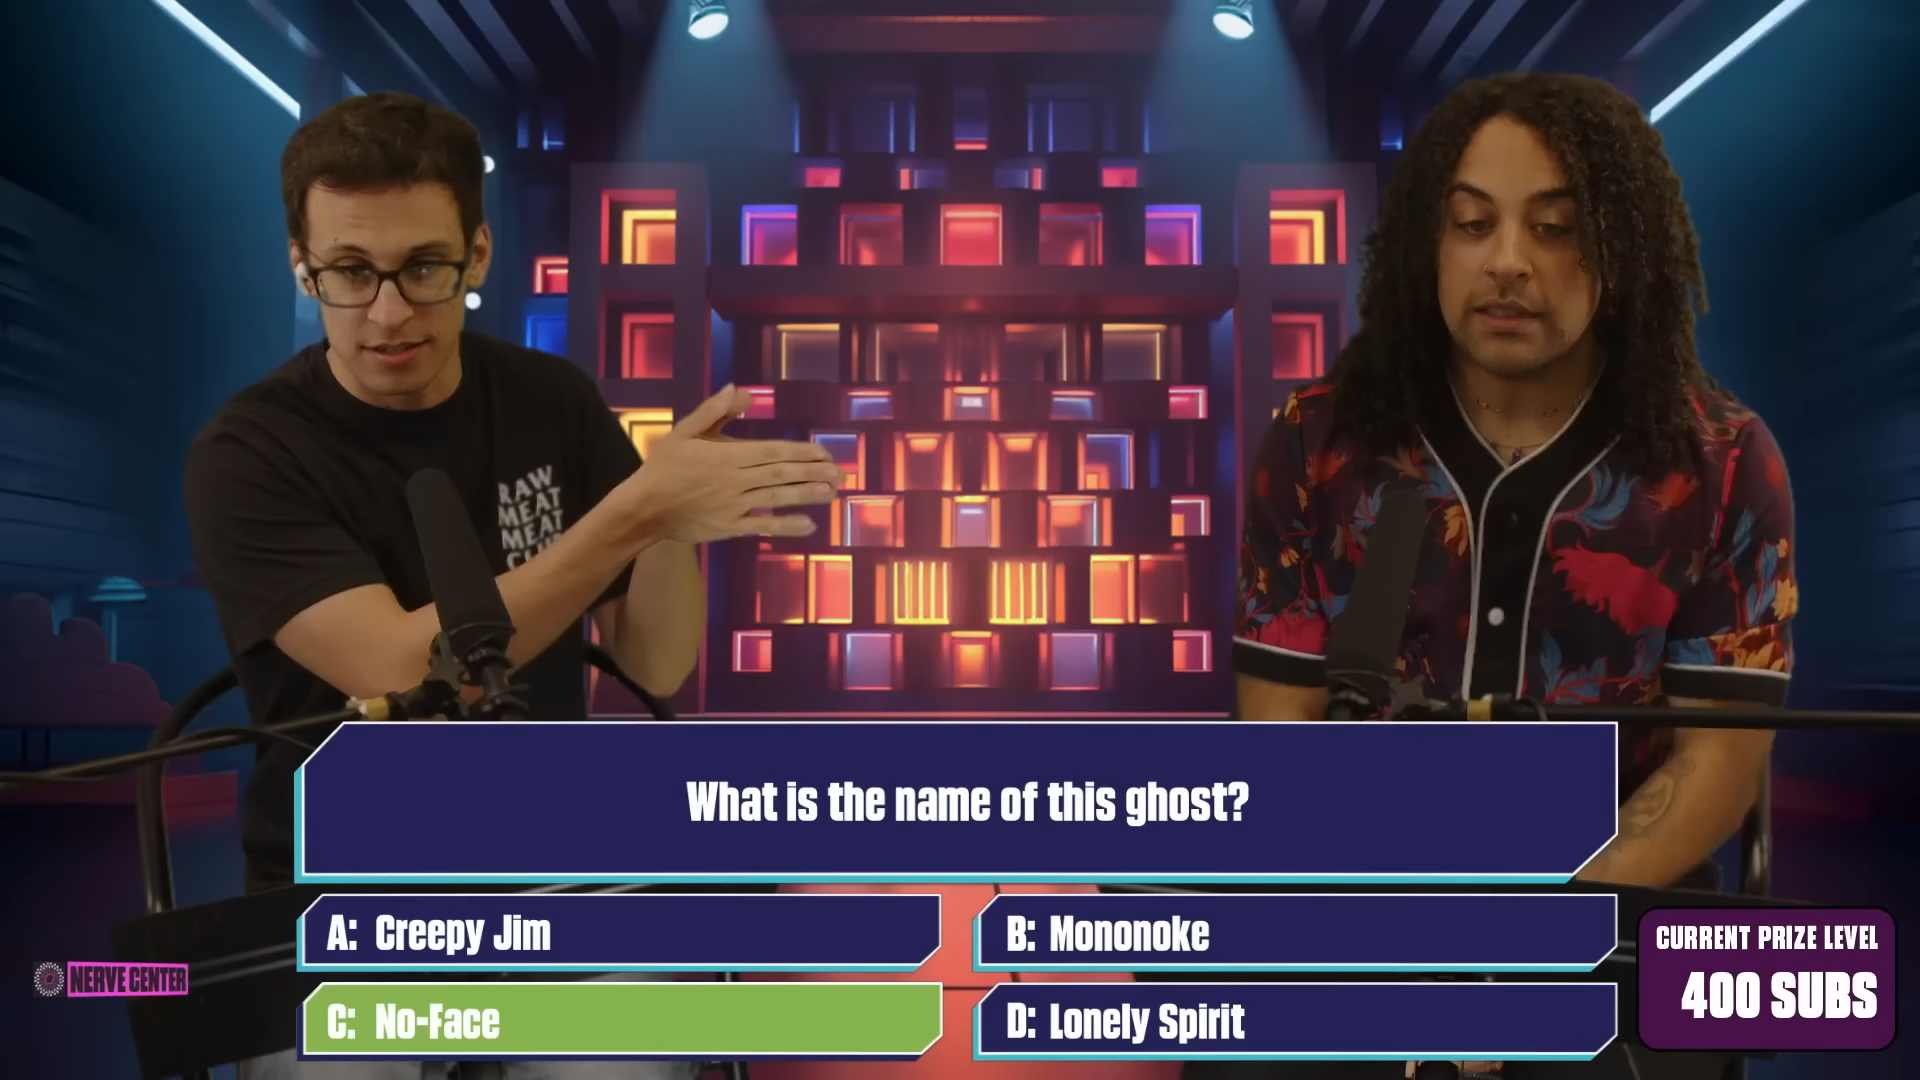 RAW
MEAT
MEAT
What is the name of this ghost?
A: Creepy Jim
B: Mononoke
C: No-Face
D: Lonely Spirit
NERVE CENTER
CURRENT PRIZE LEVEL
400 SUBS